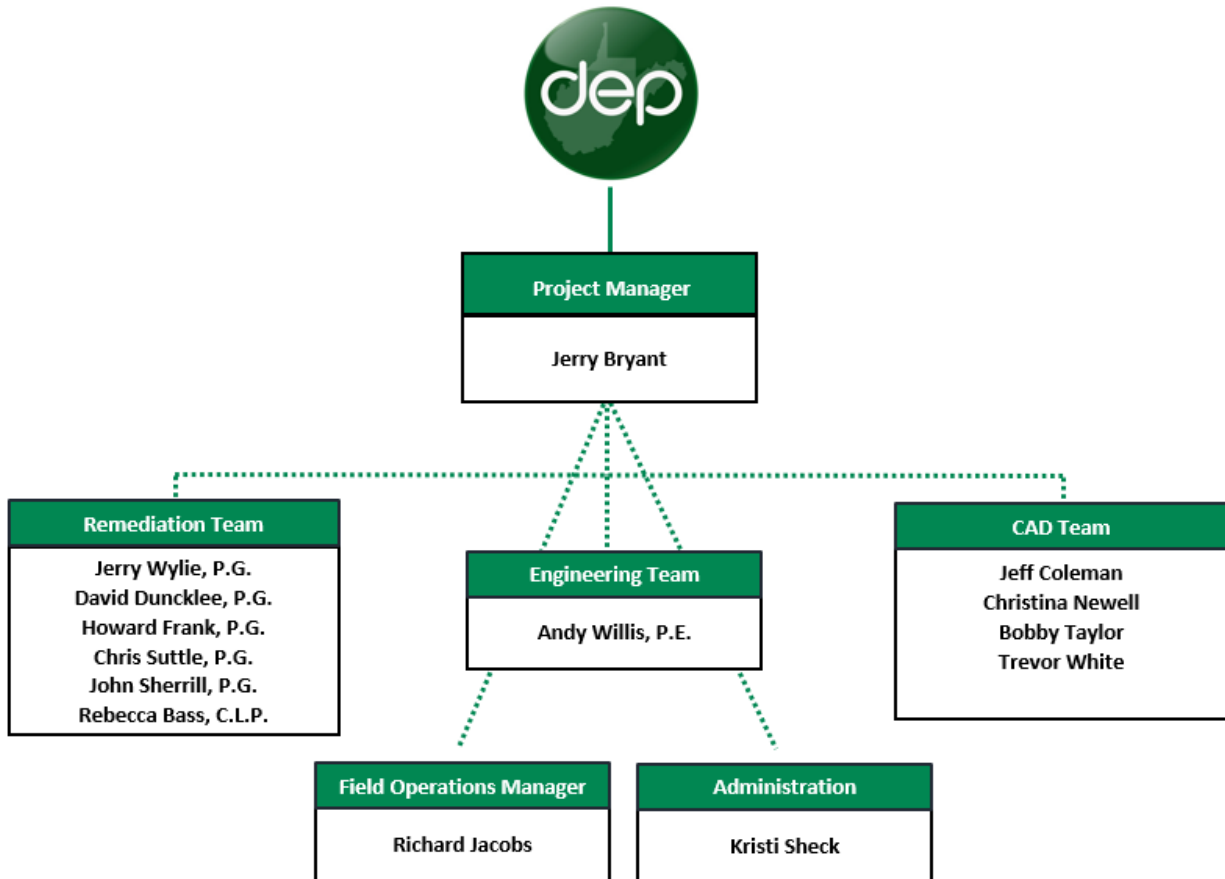 dep
Project Manager
Jerry Bryant
Remediation Team
Jerry Wylie, P.G.
David Duncklee, P.G.
Howard Frank, P.G.
Chris Suttle, P.G.
John Sherrill, P.G.
Rebecca Bass, C.L.P.
Engineering Team
Andy Willis, P.E.
CAD Team
Jeff Coleman
Christina Newell
Bobby Taylor
Trevor White
Field Operations Manager
Richard Jacobs
Administration
Kristi Sheck